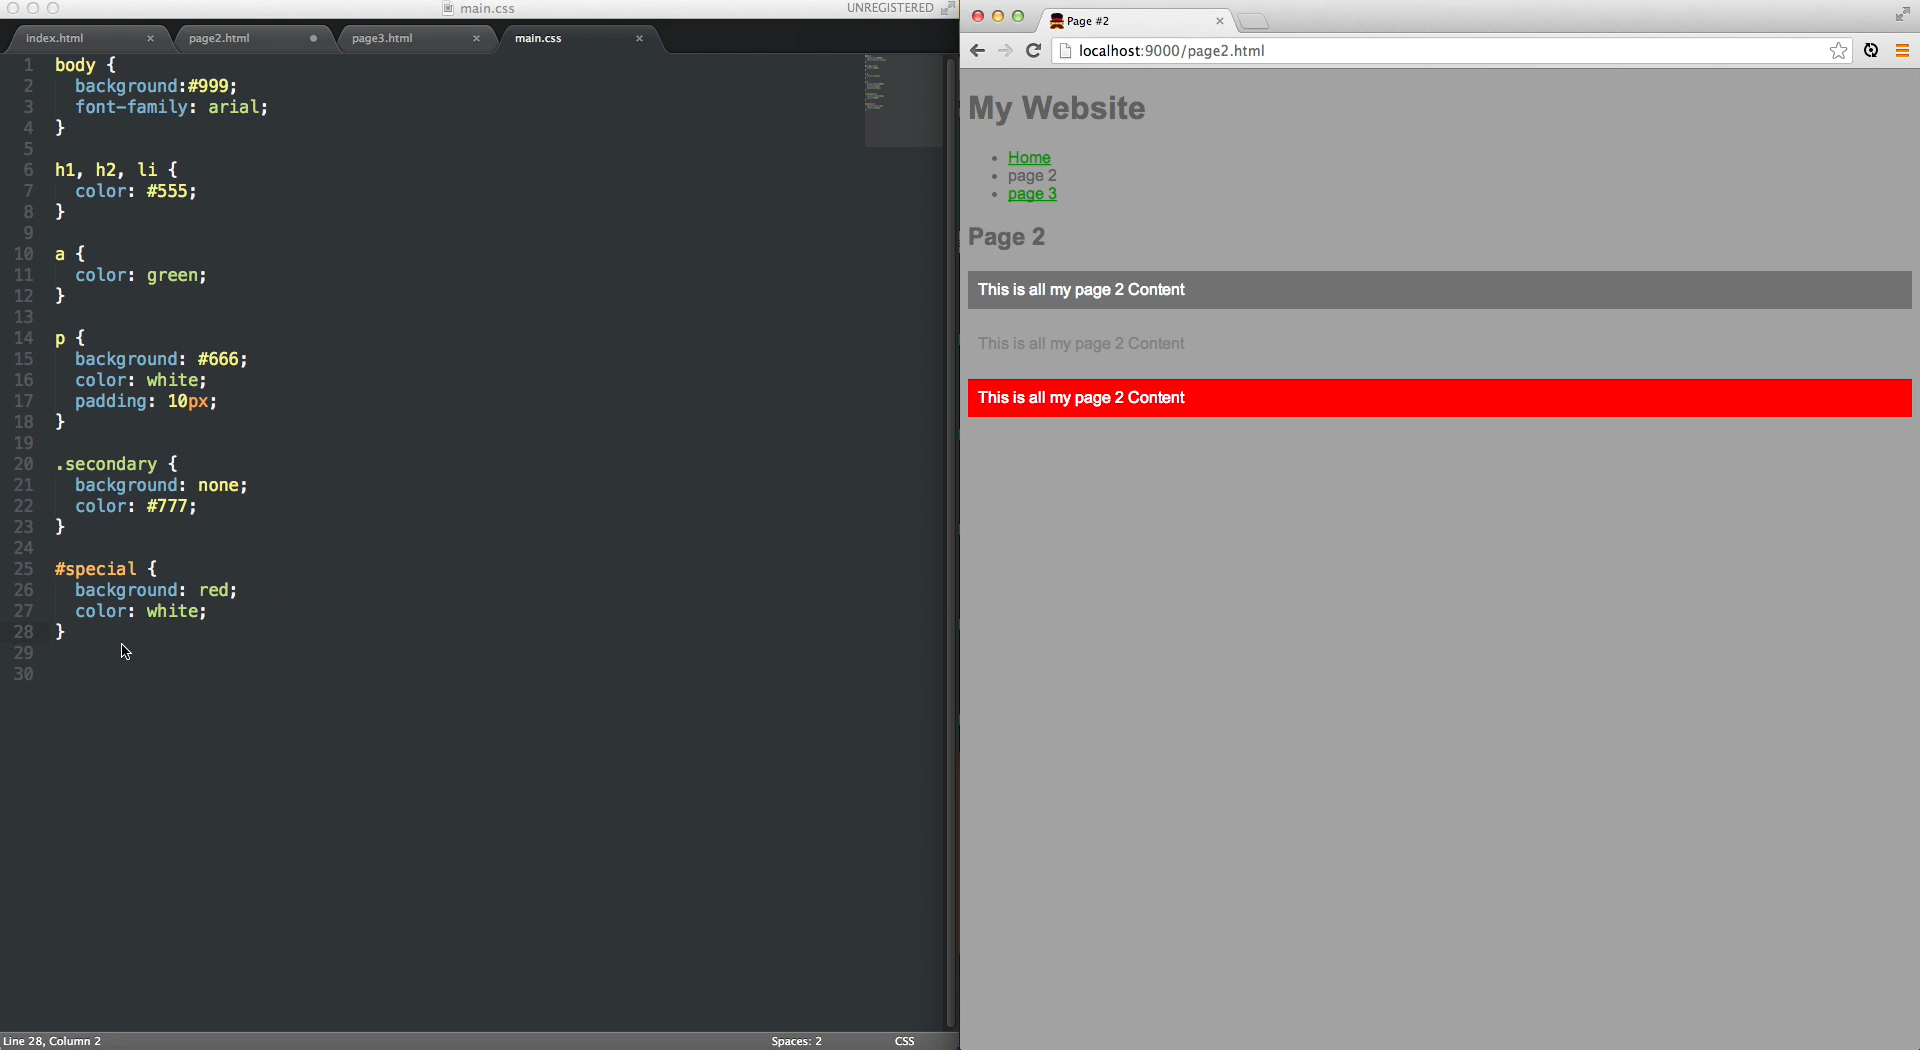 main.css
UNREGISTERED
index.html
page2.html
page3.html
main.css
1 body {
2 background:#999;
3 font-family: arial;
4 }
5
6 h1, h2, li {
7 color: #555;
8 }
9
10 a {
11 color: green;
12 }
13
14 p {
15 background: #666;
16 color: white;
17 padding: 10px;
18 }
19
20 .secondary {
21 background: none;
22 color: #777;
23 }
24
25 #special {
26 background: red;
27 color: white;
28 }
29
30
Line 28, Column 2
Spaces: 2
CSS
Page #2
localhost:9000/page2.html
My Website
Home
page 2
page 3
Page 2
This is all my page 2 Content
This is all my page 2 Content
This is all my page 2 Content